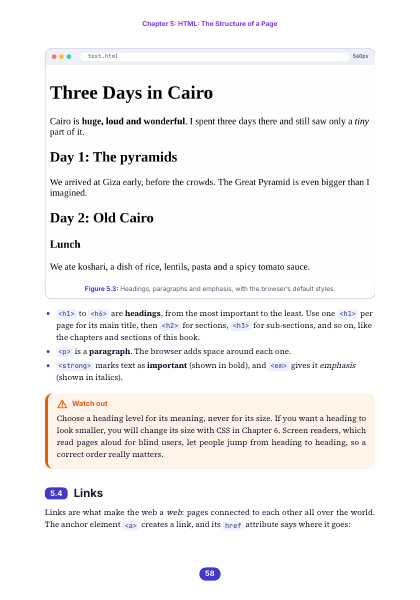 Chapter 5: HTML: The Structure of a Page
text.html
560px
Three Days in Cairo
Cairo is huge, loud and wonderful. I spent three days there and still saw only a tiny
part of it.
Day 1: The pyramids
We arrived at Giza early, before the crowds. The Great Pyramid is even bigger than I
imagined.
Day 2: Old Cairo
Lunch
We ate koshari, a dish of rice, lentils, pasta and a spicy tomato sauce.
Figure 5.3: Headings, paragraphs and emphasis, with the browser's default styles.
• <h1> to <h6> are headings, from the most important to the least. Use one <h1> per
page for its main title, then <h2> for sections, <h3> for sub-sections, and so on, like
the chapters and sections of this book.
• <p> is a paragraph. The browser adds space around each one.
• <strong> marks text as important (shown in bold), and <em> gives it emphasis
(shown in italics).
Watch out
Choose a heading level for its meaning, never for its size. If you want a heading to
look smaller, you will change its size with CSS in Chapter 6. Screen readers, which
read pages aloud for blind users, let people jump from heading to heading, so a
correct order really matters.
5.4 Links
Links are what make the web a web: pages connected to each other all over the world.
The anchor element <a> creates a link, and its href attribute says where it goes:
58